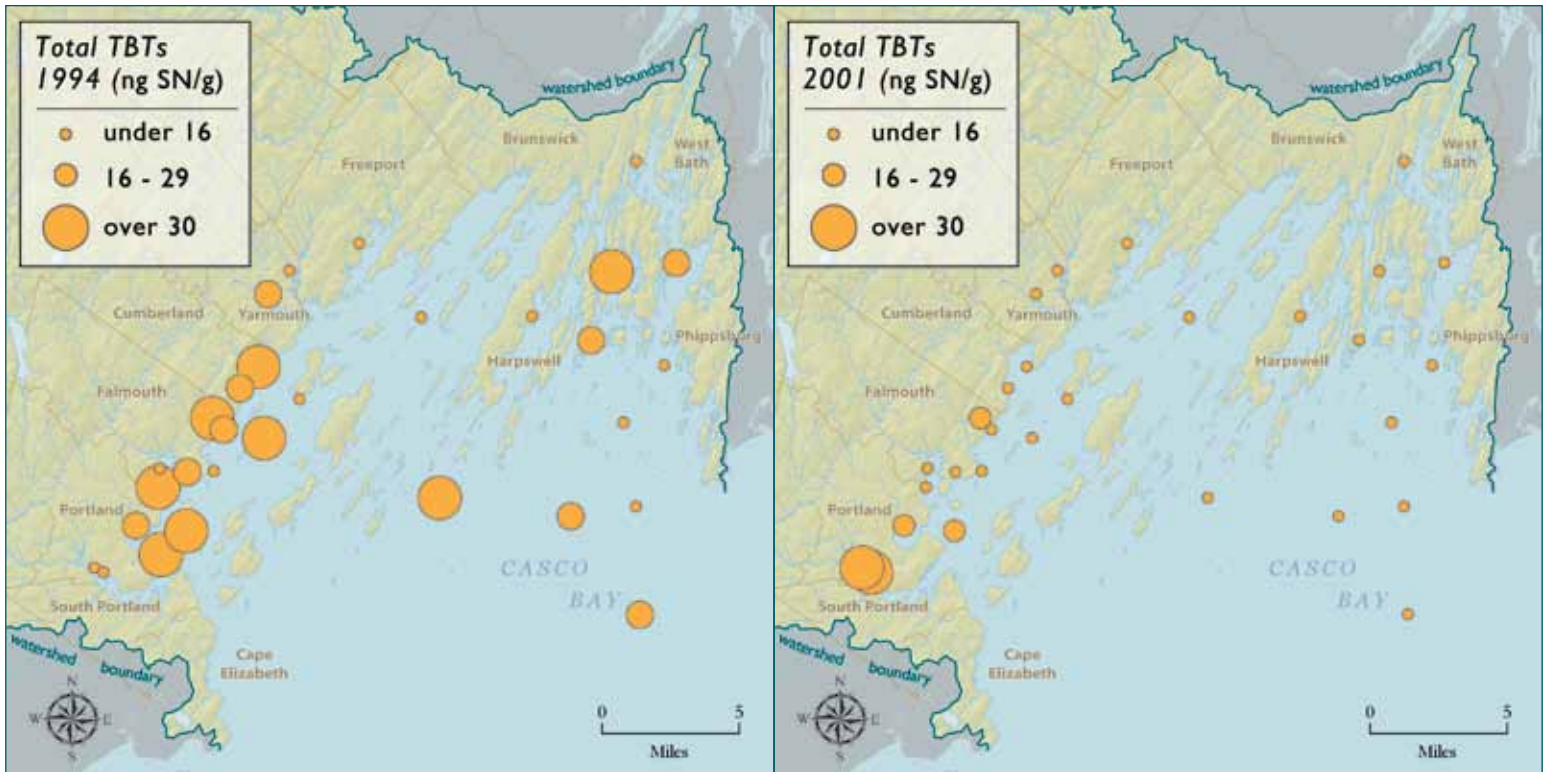 Total TBTs
1994 (ng SN/g)
under 16
16 - 29
over 30
watershed boundary
Brunswick
West
Bath
Freeport
Cumberland
Yarmouth
Phippsburg
Harpswell
Falmouth
Portland
CASCO
BAY
South Portland
watershed boundary
Cape
Elizabeth
N
W
E
S
0
5
Miles
Total TBTs
2001 (ng SN/g)
under 16
16 - 29
over 30
watershed boundary
Brunswick
West
Bath
Freeport
Cumberland
Yarmouth
Phippsburg
Harpswell
Falmouth
Portland
CASCO
BAY
South Portland
watershed boundary
Cape
Elizabeth
N
W
E
S
0
5
Miles